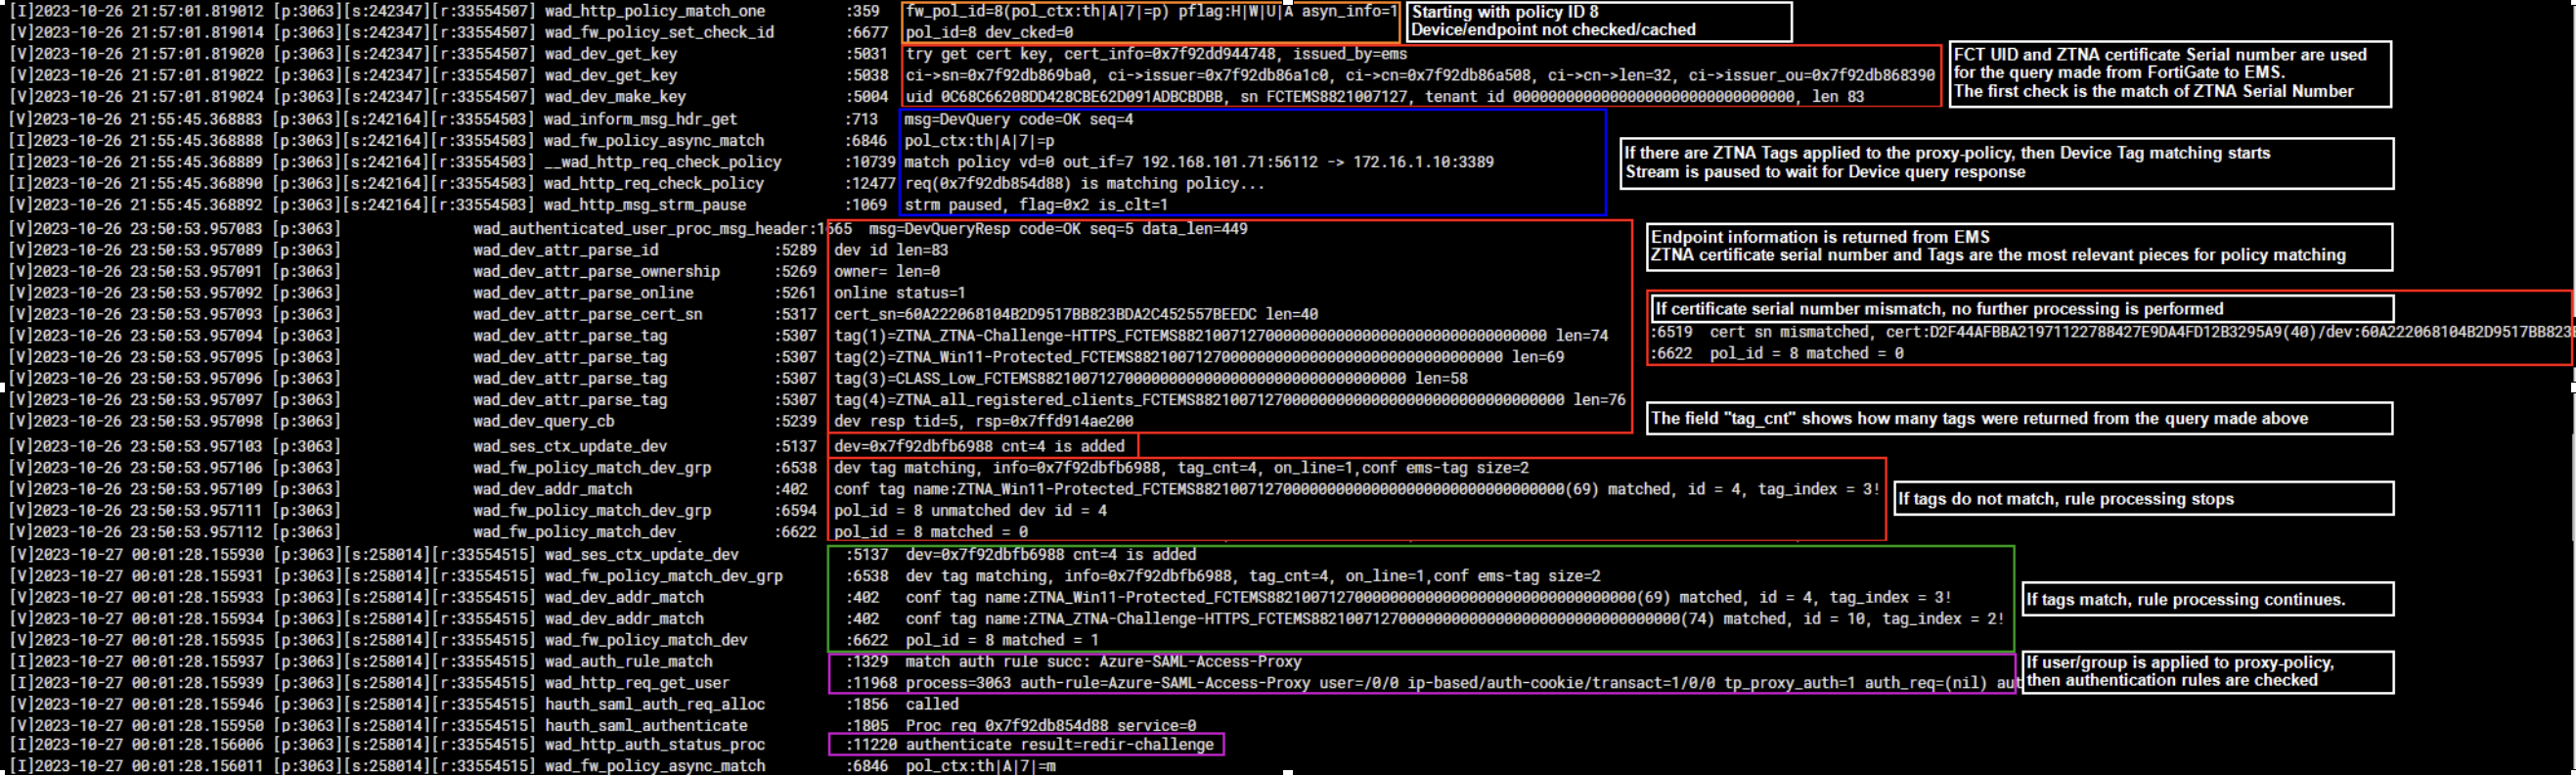 [I]2023-10-26 21:57:01.819012 [p:3063][s:242347][r:33554507] wad_http_policy_match_one :359 fw_pol_id=8(pol_ctx:th|A|7|=p) pflag:H|W|U|A asyn_info=1
Starting with policy ID 8
[V]2023-10-26 21:57:01.819014 [p:3063][s:242347][r:33554507] wad_fw_policy_set_check_id :6677 pol_id=8 dev_cked=0
Device/endpoint not checked/cached
[V]2023-10-26 21:57:01.819020 [p:3063][s:242347][r:33554507] wad_dev_get_key :5031 try get cert key, cert_info=0x7f92dd944748, issued_by=ems
FCT UID and ZTNA certificate Serial number are used
[V]2023-10-26 21:57:01.819022 [p:3063][s:242347][r:33554507] wad_dev_get_key :5038 ci->sn=0x7f92db869ba0, ci->issuer=0x7f92db86a1c0, ci->cn=0x7f92db86a508, ci->cn->len=32, ci->issuer_ou=0x7f92db868390
for the query made from FortiGate to EMS.
[V]2023-10-26 21:57:01.819024 [p:3063][s:242347][r:33554507] wad_dev_make_key :5004 uid 0C68C66208DD428CBE62D091ADBCBDBB, sn FCTEMS8821007127, tenant id 00000000000000000000000000000000, len 83
The first check is the match of ZTNA Serial Number
[V]2023-10-26 21:55:45.368883 [p:3063][s:242164][r:33554503] wad_inform_msg_hdr_get :713 msg=DevQuery code=OK seq=4
[I]2023-10-26 21:55:45.368888 [p:3063][s:242164][r:33554503] wad_fw_policy_async_match :6846 pol_ctx:th|A|7|=p
[I]2023-10-26 21:55:45.368889 [p:3063][s:242164][r:33554503] __wad_http_req_check_policy :10739 match policy vd=0 out_if=7 192.168.101.71:56112 -> 172.16.1.10:3389
If there are ZTNA Tags applied to the proxy-policy, then Device Tag matching starts
[I]2023-10-26 21:55:45.368890 [p:3063][s:242164][r:33554503] wad_http_req_check_policy :12477 req(0x7f92db854d88) is matching policy...
Stream is paused to wait for Device query response
[V]2023-10-26 21:55:45.368892 [p:3063][s:242164][r:33554503] wad_http_msg_strm_pause :1069 strm paused, flag=0x2 is_clt=1
[V]2023-10-26 23:50:53.957083 [p:3063] wad_authenticated_user_proc_msg_header:1665 msg=DevQueryResp code=OK seq=5 data_len=449
Endpoint information is returned from EMS
[V]2023-10-26 23:50:53.957089 [p:3063] wad_dev_attr_parse_id :5289 dev id len=83
ZTNA certificate serial number and Tags are the most relevant pieces for policy matching
[V]2023-10-26 23:50:53.957091 [p:3063] wad_dev_attr_parse_ownership :5269 owner= len=0
[V]2023-10-26 23:50:53.957092 [p:3063] wad_dev_attr_parse_online :5261 online status=1
If certificate serial number mismatch, no further processing is performed
[V]2023-10-26 23:50:53.957093 [p:3063] wad_dev_attr_parse_cert_sn :5317 cert_sn=60A222068104B2D9517BB823BDA2C452557BEEDC len=40
:6519 cert sn mismatched, cert:D2F44AFBBA21971122788427E9DA4FD12B3295A9(40)/dev:60A222068104B2D9517BB823
[V]2023-10-26 23:50:53.957094 [p:3063] wad_dev_attr_parse_tag :5307 tag(1)=ZTNA_ZTNA-Challenge-HTTPS_FCTEMS882100712700000000000000000000000000000000 len=74
:6622 pol_id = 8 matched = 0
[V]2023-10-26 23:50:53.957095 [p:3063] wad_dev_attr_parse_tag :5307 tag(2)=ZTNA_Win11-Protected_FCTEMS882100712700000000000000000000000000000000 len=69
[V]2023-10-26 23:50:53.957096 [p:3063] wad_dev_attr_parse_tag :5307 tag(3)=CLASS_Low_FCTEMS882100712700000000000000000000000000000000 len=58
[V]2023-10-26 23:50:53.957097 [p:3063] wad_dev_attr_parse_tag :5307 tag(4)=ZTNA_all_registered_clients_FCTEMS882100712700000000000000000000000000000000 len=76
[V]2023-10-26 23:50:53.957098 [p:3063] wad_dev_query_cb :5239 dev resp tid=5, rsp=0x7ffd914ae200
The field "tag_cnt" shows how many tags were returned from the query made above
[V]2023-10-26 23:50:53.957103 [p:3063] wad_ses_ctx_update_dev :5137 dev=0x7f92dbfb6988 cnt=4 is added
[V]2023-10-26 23:50:53.957106 [p:3063] wad_fw_policy_match_dev_grp :6538 dev tag matching, info=0x7f92dbfb6988, tag_cnt=4, on_line=1,conf ems-tag size=2
[V]2023-10-26 23:50:53.957109 [p:3063] wad_dev_addr_match :402 conf tag name:ZTNA_Win11-Protected_FCTEMS882100712700000000000000000000000000000000(69) matched, id = 4, tag_index = 3!
If tags do not match, rule processing stops
[V]2023-10-26 23:50:53.957111 [p:3063] wad_fw_policy_match_dev_grp :6594 pol_id = 8 unmatched dev id = 4
[V]2023-10-26 23:50:53.957112 [p:3063] wad_fw_policy_match_dev :6622 pol_id = 8 matched = 0
[V]2023-10-27 00:01:28.155930 [p:3063][s:258014][r:33554515] wad_ses_ctx_update_dev :5137 dev=0x7f92dbfb6988 cnt=4 is added
[V]2023-10-27 00:01:28.155931 [p:3063][s:258014][r:33554515] wad_fw_policy_match_dev_grp :6538 dev tag matching, info=0x7f92dbfb6988, tag_cnt=4, on_line=1,conf ems-tag size=2
[V]2023-10-27 00:01:28.155933 [p:3063][s:258014][r:33554515] wad_dev_addr_match :402 conf tag name:ZTNA_Win11-Protected_FCTEMS882100712700000000000000000000000000000000(69) matched, id = 4, tag_index = 3!
If tags match, rule processing continues.
[V]2023-10-27 00:01:28.155934 [p:3063][s:258014][r:33554515] wad_dev_addr_match :402 conf tag name:ZTNA_ZTNA-Challenge-HTTPS_FCTEMS882100712700000000000000000000000000000000(74) matched, id = 10, tag_index = 2!
[V]2023-10-27 00:01:28.155935 [p:3063][s:258014][r:33554515] wad_fw_policy_match_dev :6622 pol_id = 8 matched = 1
[I]2023-10-27 00:01:28.155937 [p:3063][s:258014][r:33554515] wad_auth_rule_match :1329 match auth rule succ: Azure-SAML-Access-Proxy
If user/group is applied to proxy-policy,
[I]2023-10-27 00:01:28.155939 [p:3063][s:258014][r:33554515] wad_http_req_get_user :11968 process=3063 auth-rule=Azure-SAML-Access-Proxy user=/0/0 ip-based/auth-cookie/transact=1/0/0 tp_proxy_auth=1 auth_req=(nil) aut
then authentication rules are checked
[V]2023-10-27 00:01:28.155946 [p:3063][s:258014][r:33554515] hauth_saml_auth_req_alloc :1856 called
[V]2023-10-27 00:01:28.155950 [p:3063][s:258014][r:33554515] hauth_saml_authenticate :1805 Proc req 0x7f92db854d88 service=0
[I]2023-10-27 00:01:28.156006 [p:3063][s:258014][r:33554515] wad_http_auth_status_proc :11220 authenticate result=redir-challenge
[I]2023-10-27 00:01:28.156011 [p:3063][s:258014][r:33554515] wad_fw_policy_async_match :6846 pol_ctx:th|A|7|=m